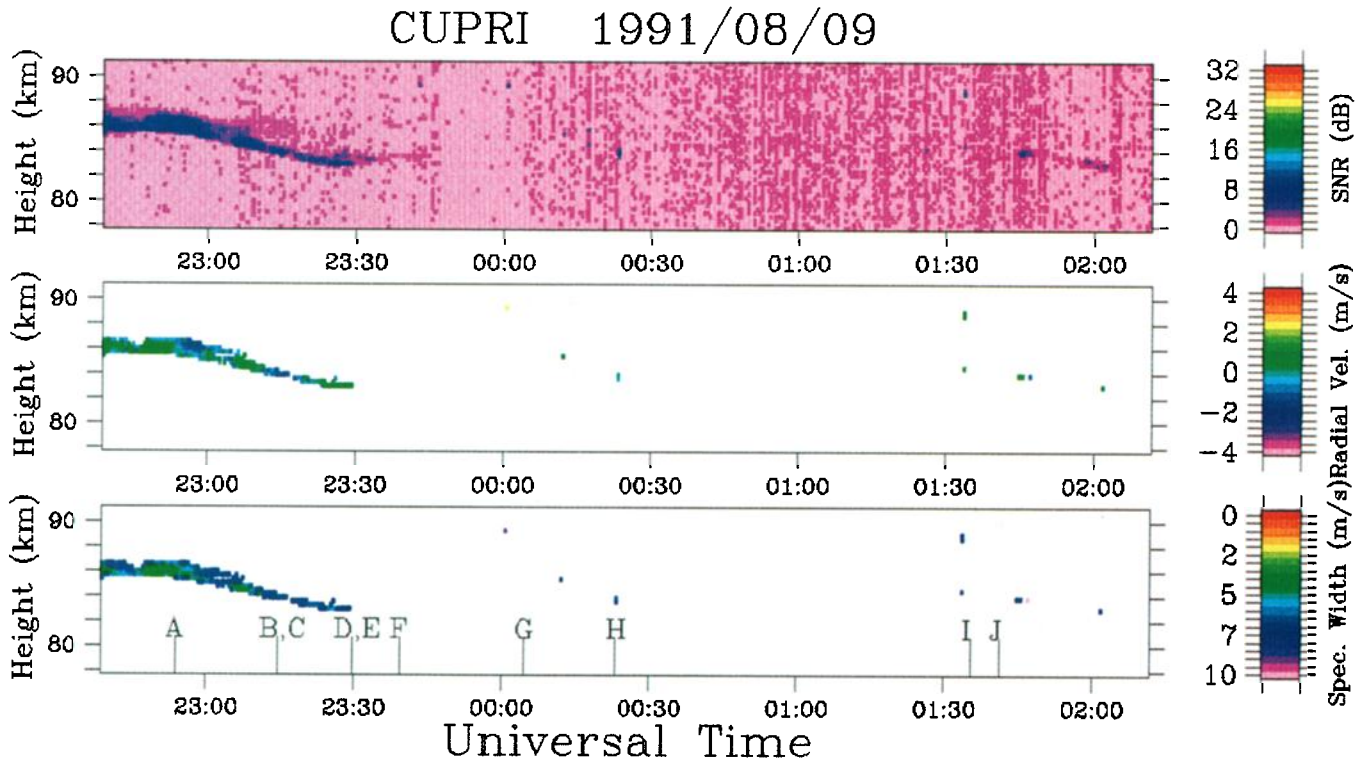 CUPRI 1991/08/09
Height (km)
90
80
23:00 23:30 00:00 00:30 01:00 01:30 02:00
32
24
16
8
0
SNR (dB)
Height (km)
90
80
23:00 23:30 00:00 00:30 01:00 01:30 02:00
4
2
0
-2
-4
Radial Vel. (m/s)
Height (km)
90
80
A B,C D,E F G H I J
23:00 23:30 00:00 00:30 01:00 01:30 02:00
0
2
5
7
10
Spec. Width (m/s)
Universal Time